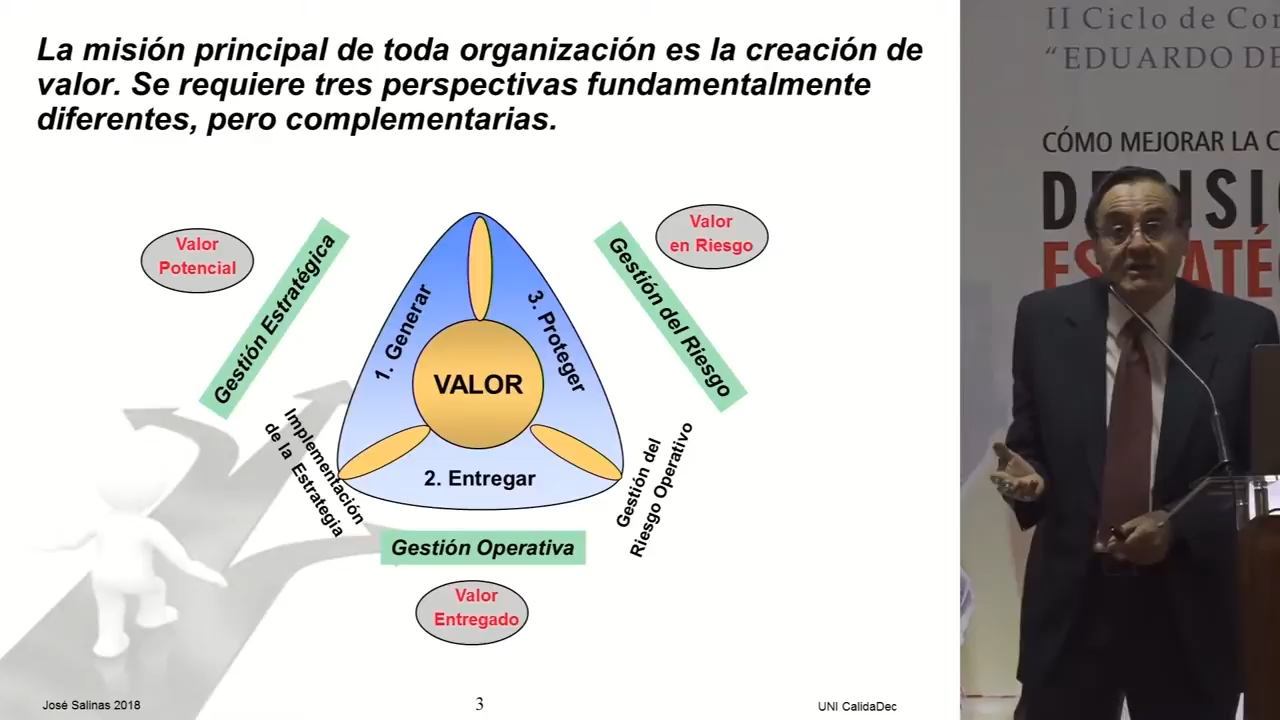 La misión principal de toda organización es la creación de
valor. Se requiere tres perspectivas fundamentalmente
diferentes, pero complementarias.
Valor
Potencial
Gestión Estratégica
Valor
en Riesgo
Gestión del Riesgo
1. Generar
3. Proteger
VALOR
2. Entregar
Implementación
de la Estrategia
Gestión del
Riesgo Operativo
Gestión Operativa
Valor
Entregado
José Salinas 2018
3
UNI CalidaDec
II Ciclo de
"EDUARDO
CÓMO MEJORAR LA